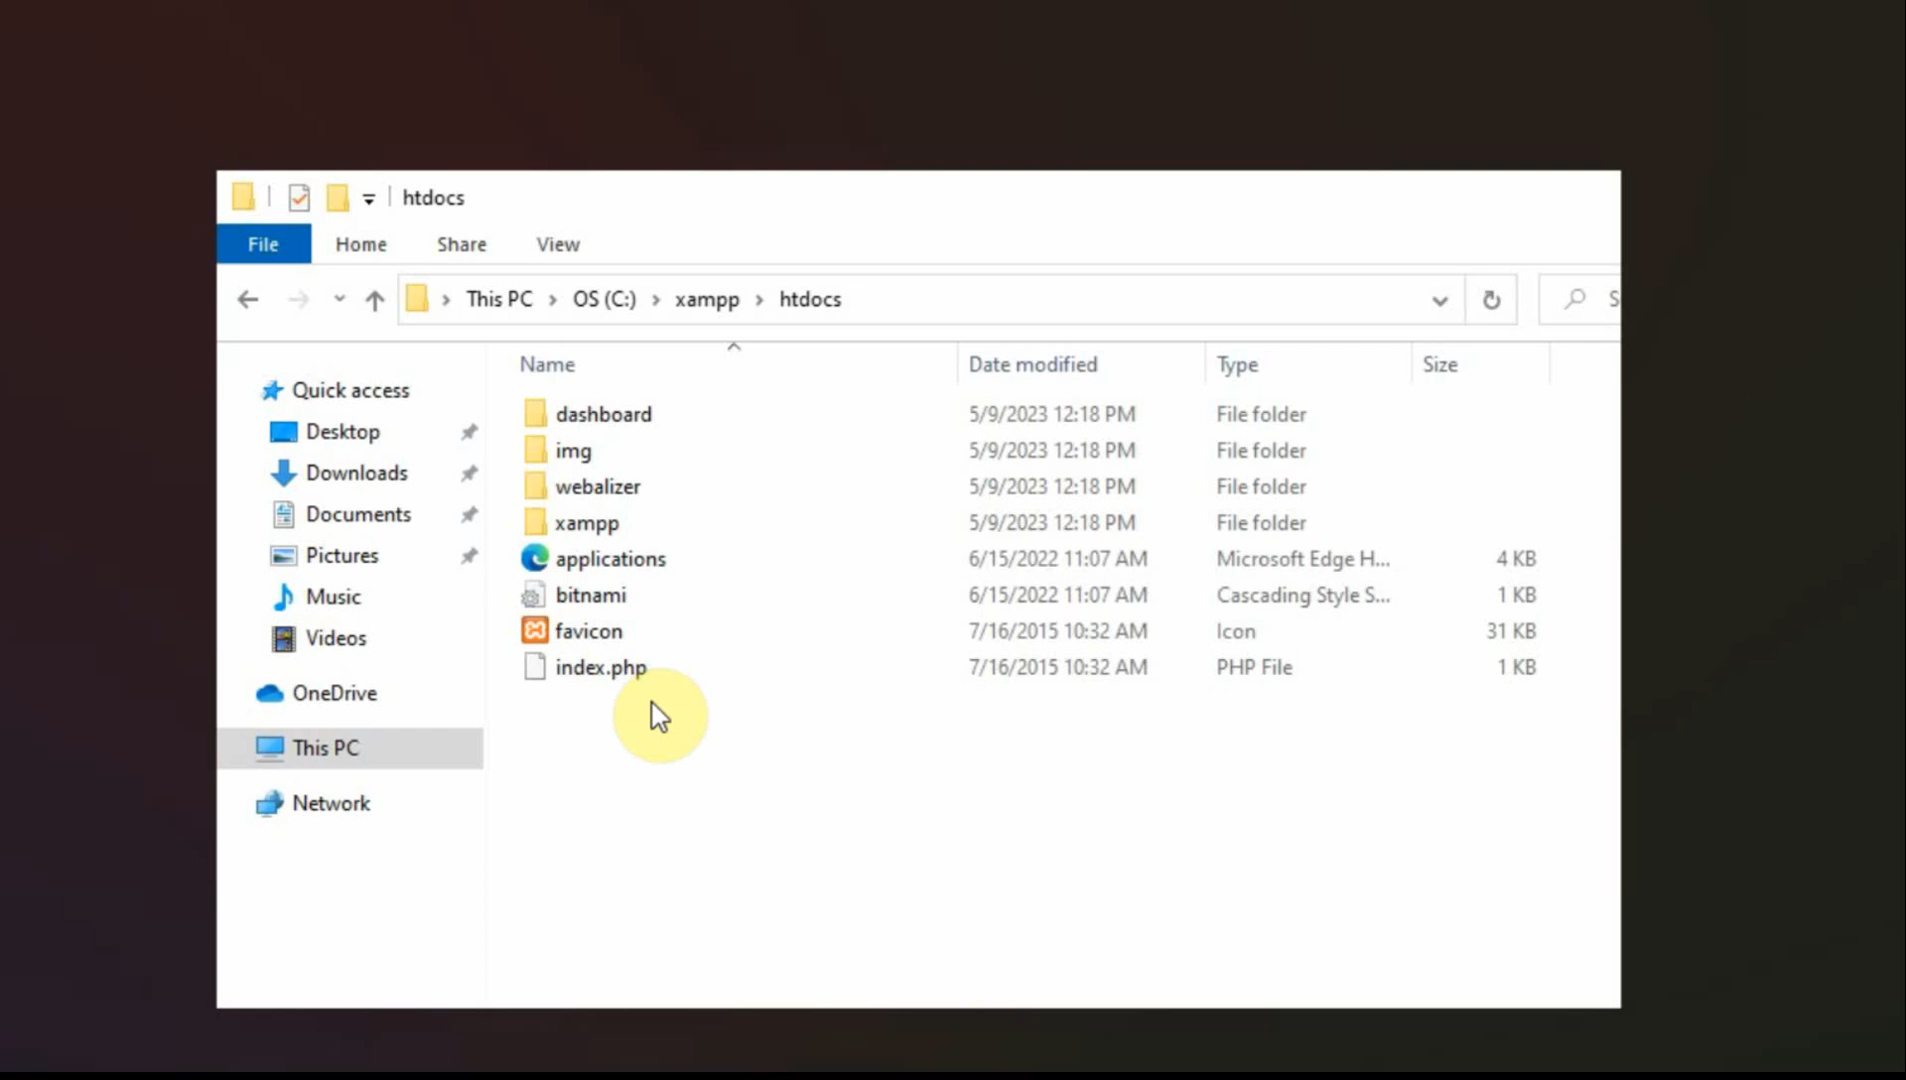 htdocs
File Home Share View
This PC OS (C:) xampp htdocs
Name Date modified Type Size
Quick access
Desktop
Downloads
Documents
Pictures
Music
Videos
OneDrive
This PC
Network
dashboard 5/9/2023 12:18 PM File folder
img 5/9/2023 12:18 PM File folder
webalizer 5/9/2023 12:18 PM File folder
xampp 5/9/2023 12:18 PM File folder
applications 6/15/2022 11:07 AM Microsoft Edge H... 4 KB
bitnami 6/15/2022 11:07 AM Cascading Style S... 1 KB
favicon 7/16/2015 10:32 AM Icon 31 KB
index.php 7/16/2015 10:32 AM PHP File 1 KB